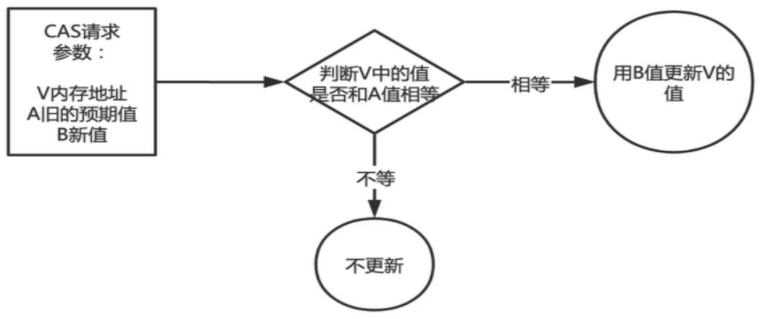 CAS请求
参数：
V内存地址
A旧的预期值
B新值
判断V中的值
是否和A值相等
相等
用B值更新V的
值
不等
不更新